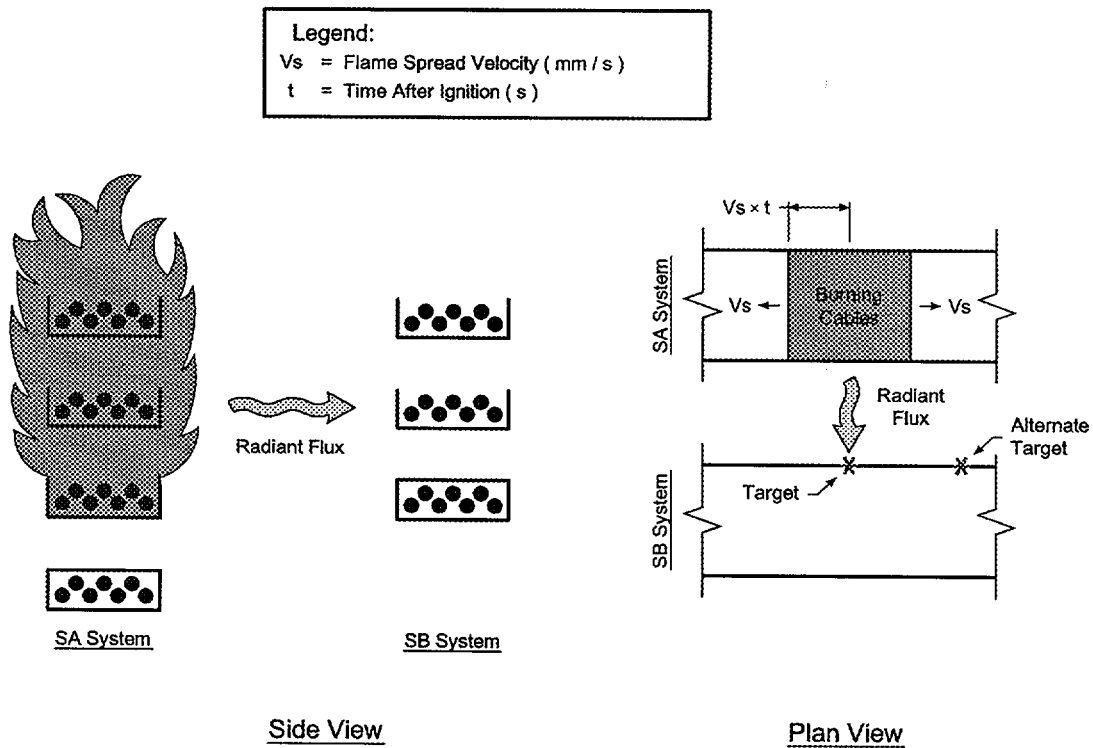 Legend:
Vs = Flame Spread Velocity ( mm / s )
t = Time After Ignition ( s )
Vs × t
SA System
Vs
Burning
Cables
Vs
Radiant
Flux
Radiant Flux
Alternate
Target
Target
SB System
SA System
SB System
Side View
Plan View